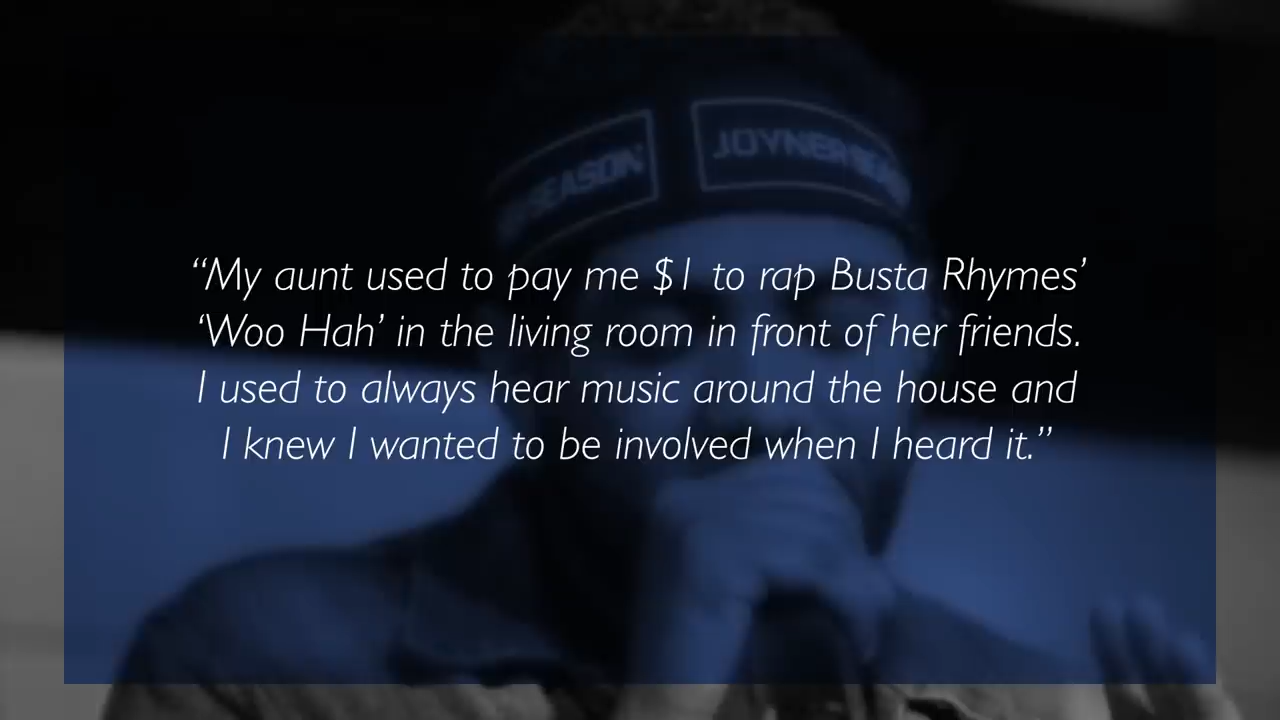 SEASON
JOYNER SEA
“My aunt used to pay me $1 to rap Busta Rhymes’
‘Woo Hah’ in the living room in front of her friends.
I used to always hear music around the house and
I knew I wanted to be involved when I heard it.”